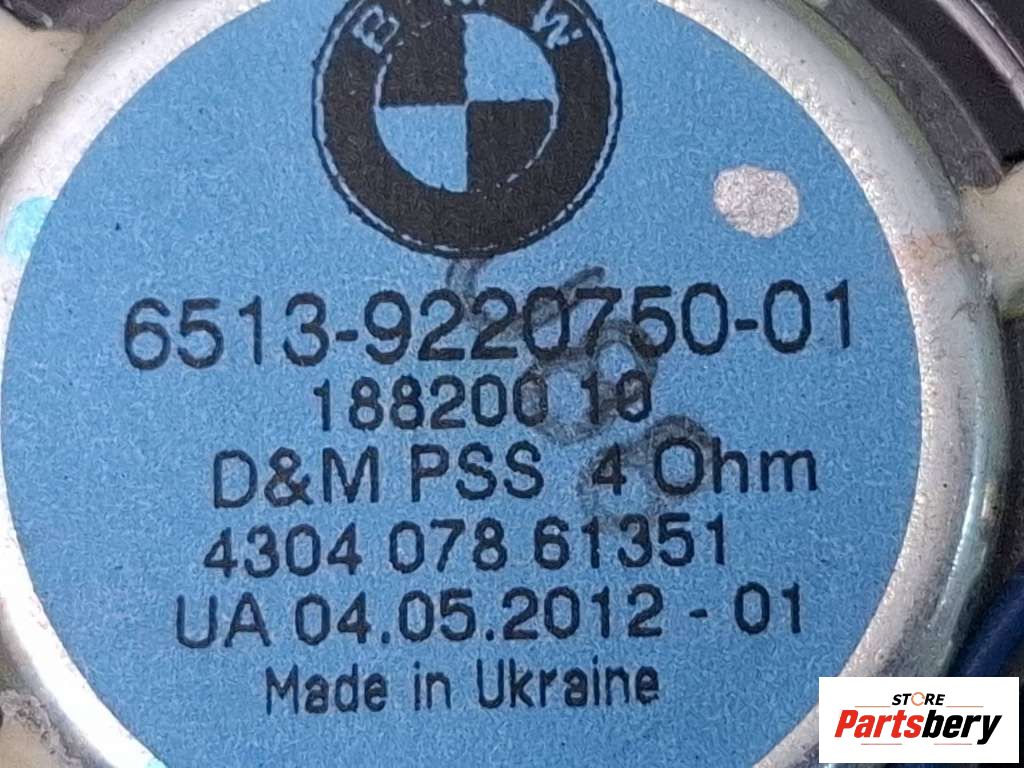 BMW
6513-9220750-01
188200 10
D&M PSS 4 Ohm
4304 078 61351
UA 04.05.2012 - 01
Made in Ukraine
STORE
Partsbery